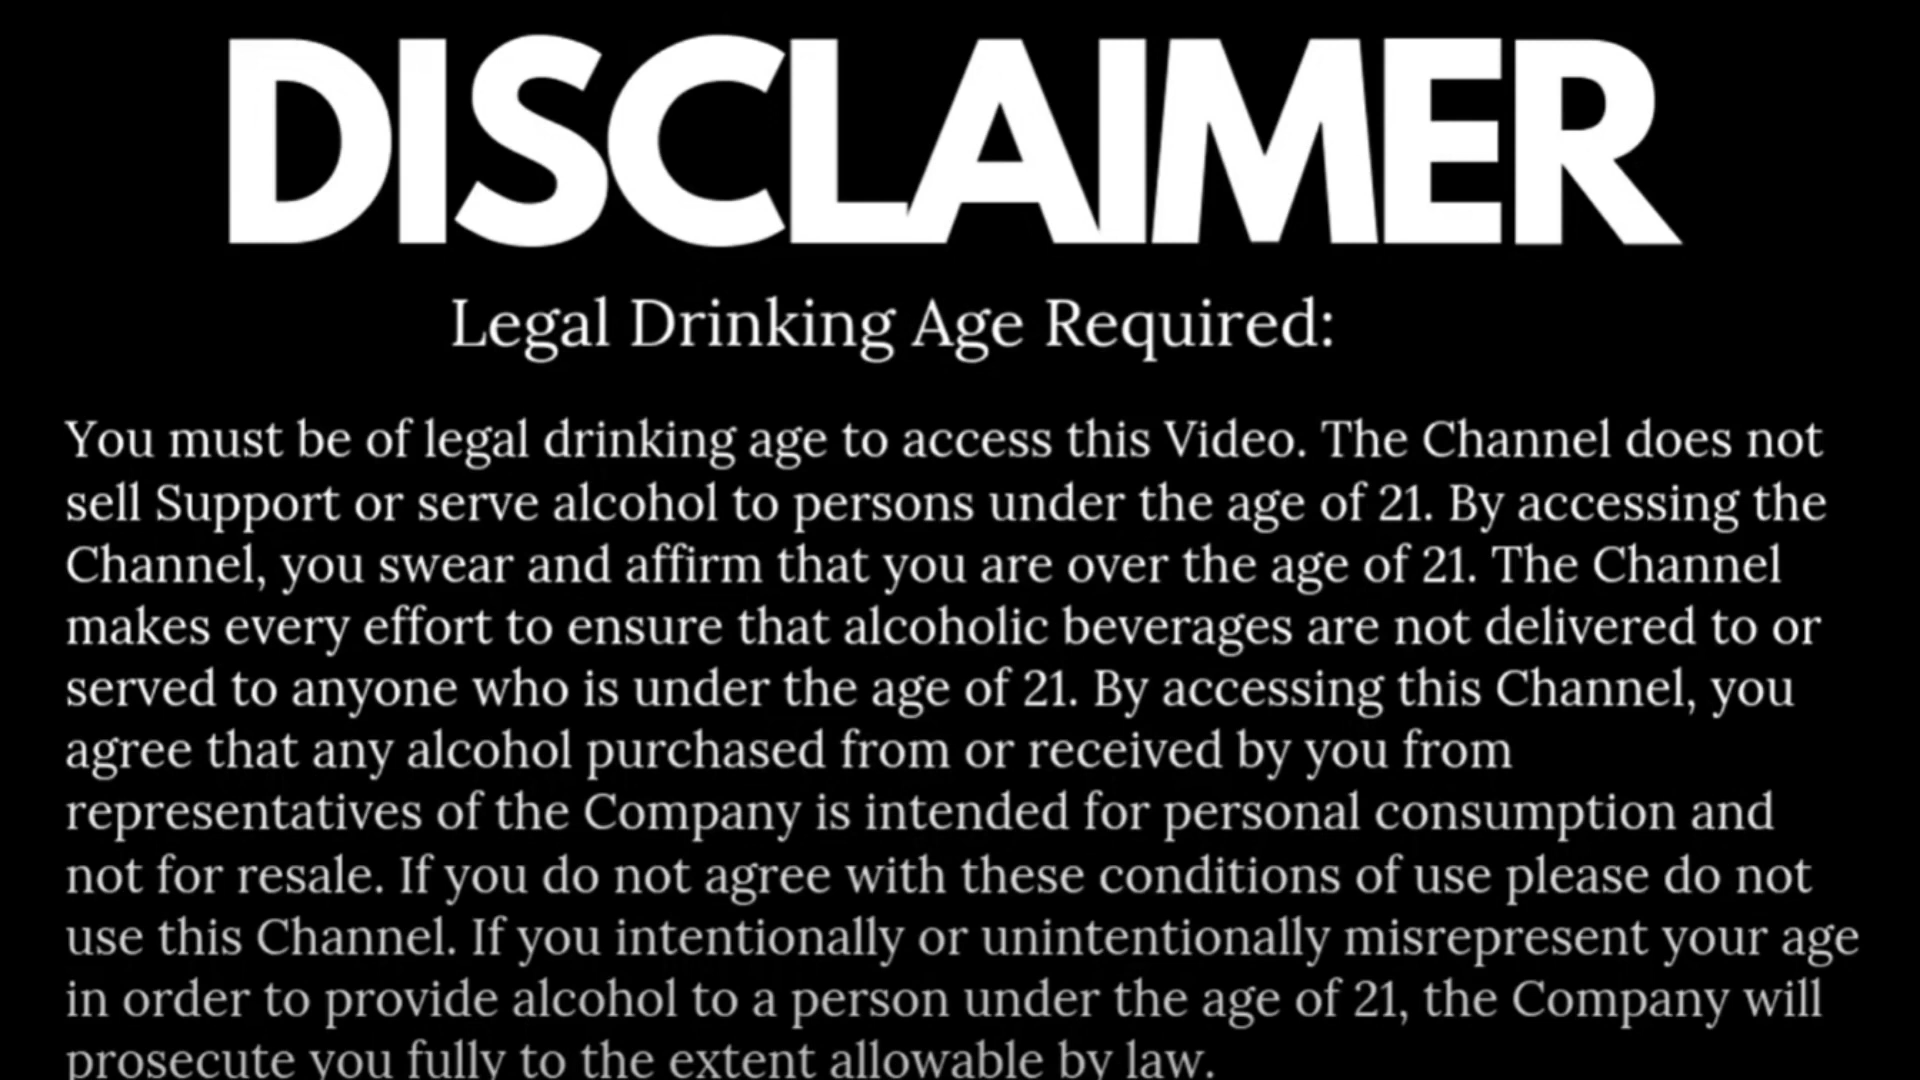 DISCLAIMER
Legal Drinking Age Required:
You must be of legal drinking age to access this Video. The Channel does not
sell Support or serve alcohol to persons under the age of 21. By accessing the
Channel, you swear and affirm that you are over the age of 21. The Channel
makes every effort to ensure that alcoholic beverages are not delivered to or
served to anyone who is under the age of 21. By accessing this Channel, you
agree that any alcohol purchased from or received by you from
representatives of the Company is intended for personal consumption and
not for resale. If you do not agree with these conditions of use please do not
use this Channel. If you intentionally or unintentionally misrepresent your age
in order to provide alcohol to a person under the age of 21, the Company will
prosecute you fully to the extent allowable by law.